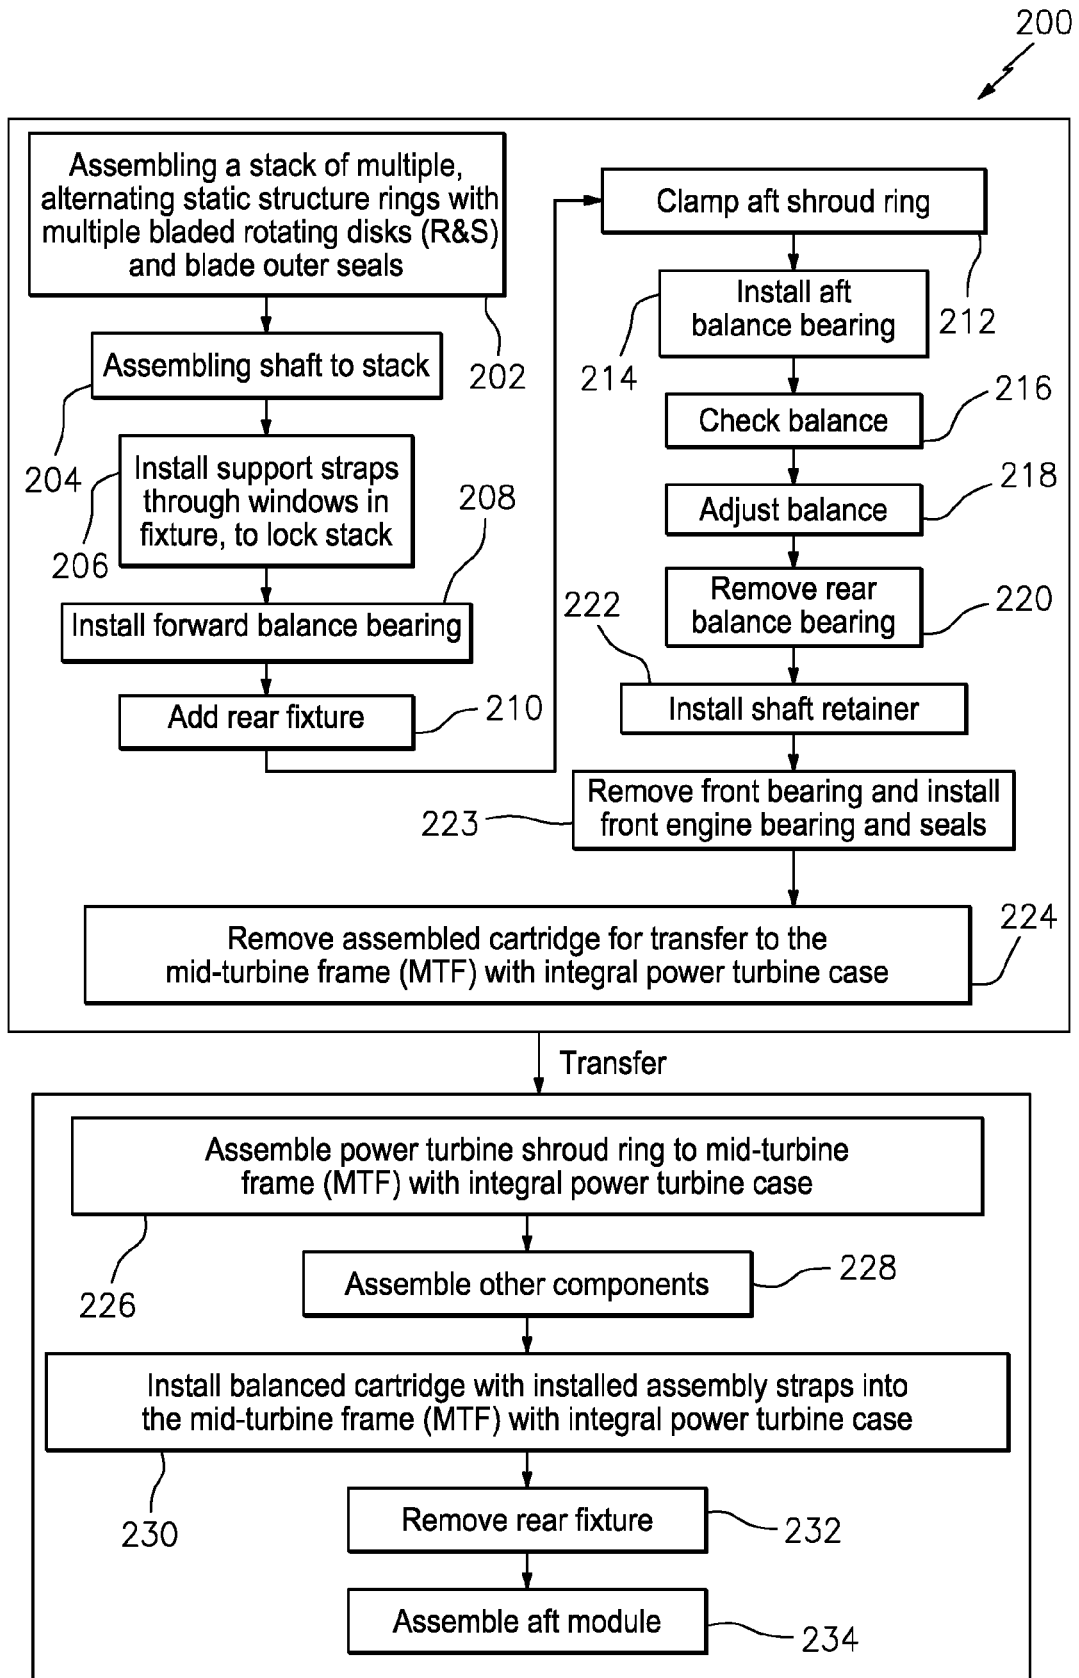 200
Assembling a stack of multiple,
alternating static structure rings with
multiple bladed rotating disks (R&S)
and blade outer seals
202
Assembling shaft to stack
204
Install support straps
through windows in
fixture, to lock stack
206
208
Install forward balance bearing
Add rear fixture
210
Clamp aft shroud ring
212
Install aft
balance bearing
214
Check balance
216
Adjust balance
218
Remove rear
balance bearing
220
222
Install shaft retainer
Remove front bearing and install
front engine bearing and seals
223
Remove assembled cartridge for transfer to the
mid-turbine frame (MTF) with integral power turbine case
224
Transfer
Assemble power turbine shroud ring to mid-turbine
frame (MTF) with integral power turbine case
226
Assemble other components
228
Install balanced cartridge with installed assembly straps into
the mid-turbine frame (MTF) with integral power turbine case
230
Remove rear fixture
232
Assemble aft module
234